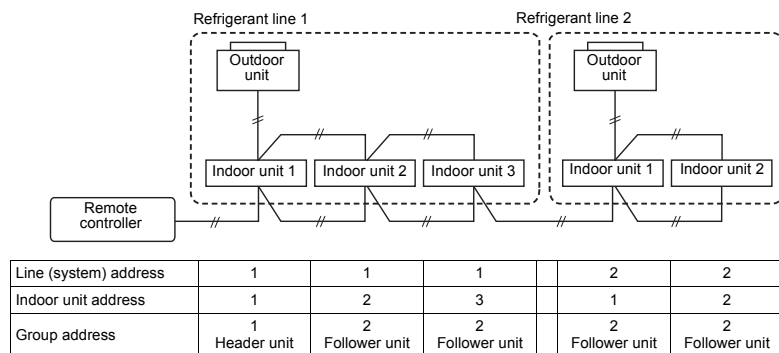 Refrigerant line 1
Refrigerant line 2
Outdoor
unit
Outdoor
unit
Indoor unit 1
Indoor unit 2
Indoor unit 3
Indoor unit 1
Indoor unit 2
Remote
controller
Line (system) address 1 1 1 2 2
Indoor unit address 1 2 3 1 2
Group address
1 2 2 2 2
Header unit Follower unit Follower unit Follower unit Follower unit